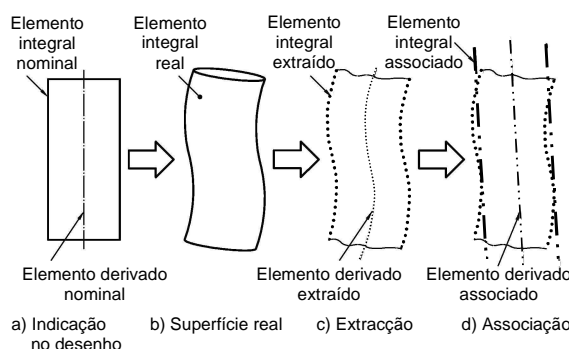 Elemento
integral
nominal
Elemento
integral
real
Elemento
integral
extraído
Elemento
integral
associado
Elemento derivado
nominal
Elemento derivado
extraído
Elemento derivado
associado
a) Indicação
no desenho
b) Superfície real
c) Extracção
d) Associação